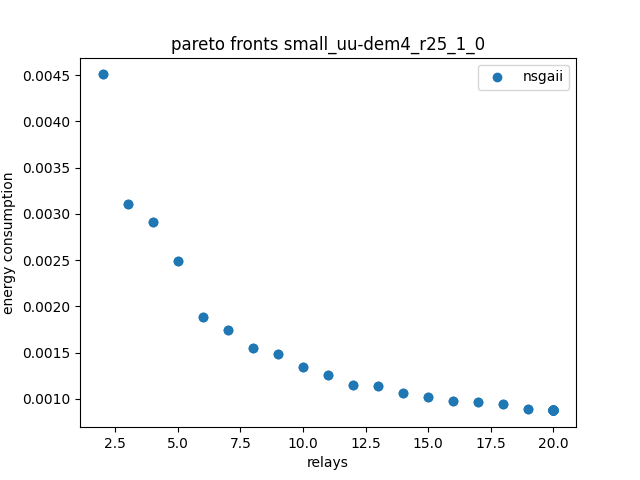 pareto fronts small_uu-dem4_r25_1_0
nsgaii
energy consumption
0.0045
0.0040
0.0035
0.0030
0.0025
0.0020
0.0015
0.0010
2.5 5.0 7.5 10.0 12.5 15.0 17.5 20.0
relays